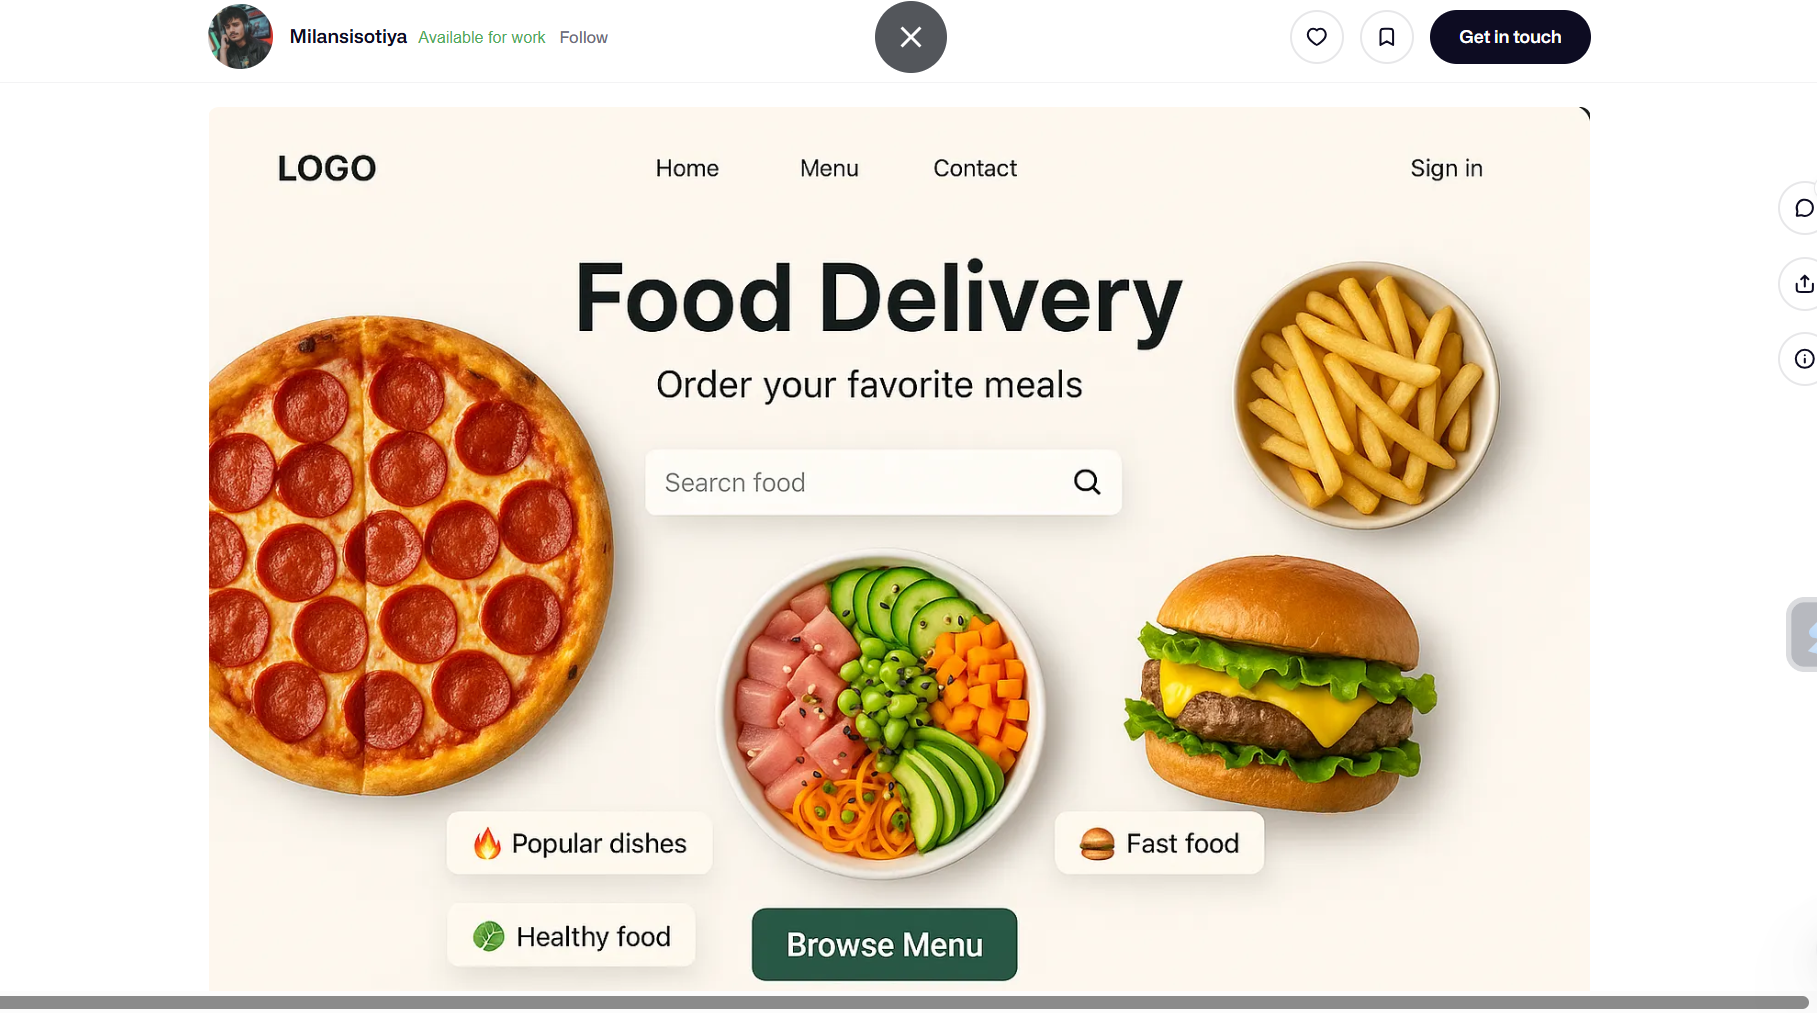 Milansisotiya Available for work Follow
Get in touch
LOGO
Home Menu Contact Sign in
Food Delivery
Order your favorite meals
Searcn food
Popular dishes
Fast food
Healthy food
Browse Menu